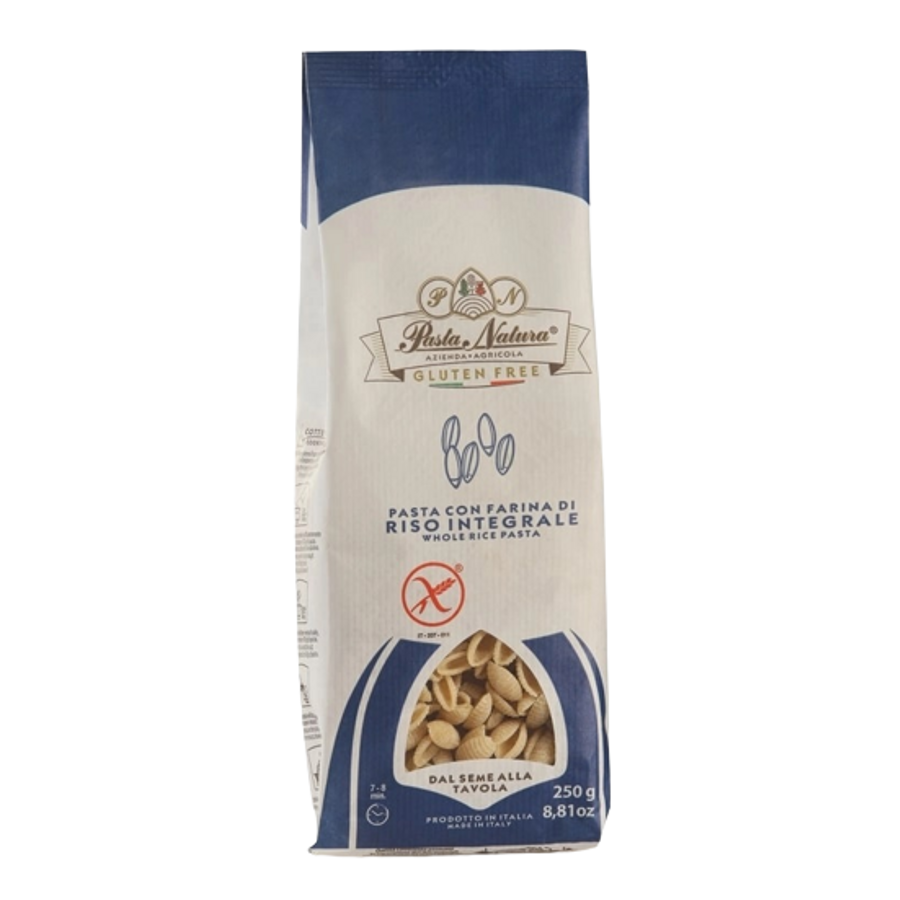 P N
Pasta Natura®
AZIENDA AGRICOLA
GLUTEN FREE
PASTA CON FARINA DI
RISO INTEGRALE
WHOLE RICE PASTA
®
DAL SEME ALLA
TAVOLA
7-8
min.
250 g
8,81oz
PRODOTTO IN ITALIA
MADE IN ITALY